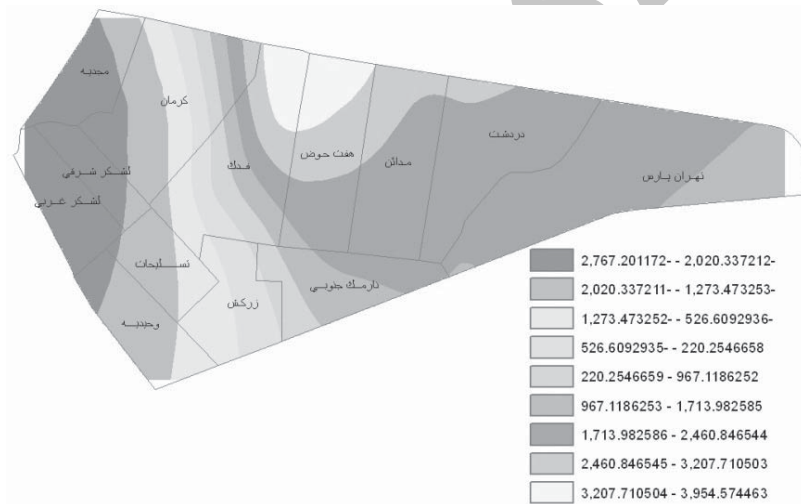 مجدیه
کرمان
دردشت
هفت حوض
مدائن
فدک
لشکر شرقی
تهران پارس
لشکر غربی
تسلیحات
نارمک جنوبی
زرکش
وحیدیه
2,767.201172- - 2,020.337212-
2,020.337211- - 1,273.473253-
1,273.473252- - 526.6092936-
526.6092935- - 220.2546658
220.2546659 - 967.1186252
967.1186253 - 1,713.982585
1,713.982586 - 2,460.846544
2,460.846545 - 3,207.710503
3,207.710504 - 3,954.574463